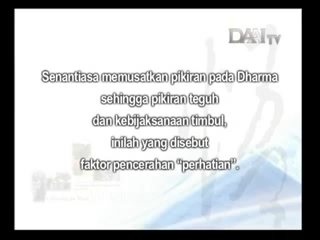 DAAI TV
Senantiasa memusatkan pikiran pada Dharma
sehingga pikiran teguh
dan kebijaksanaan timbul,
inilah yang disebut
faktor pencerahan “perhatian”.